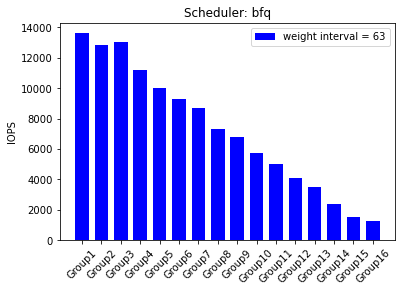 Scheduler: bfq
weight interval = 63
IOPS
14000
12000
10000
8000
6000
4000
2000
0
Group1
Group2
Group3
Group4
Group5
Group6
Group7
Group8
Group9
Group10
Group11
Group12
Group13
Group14
Group15
Group16